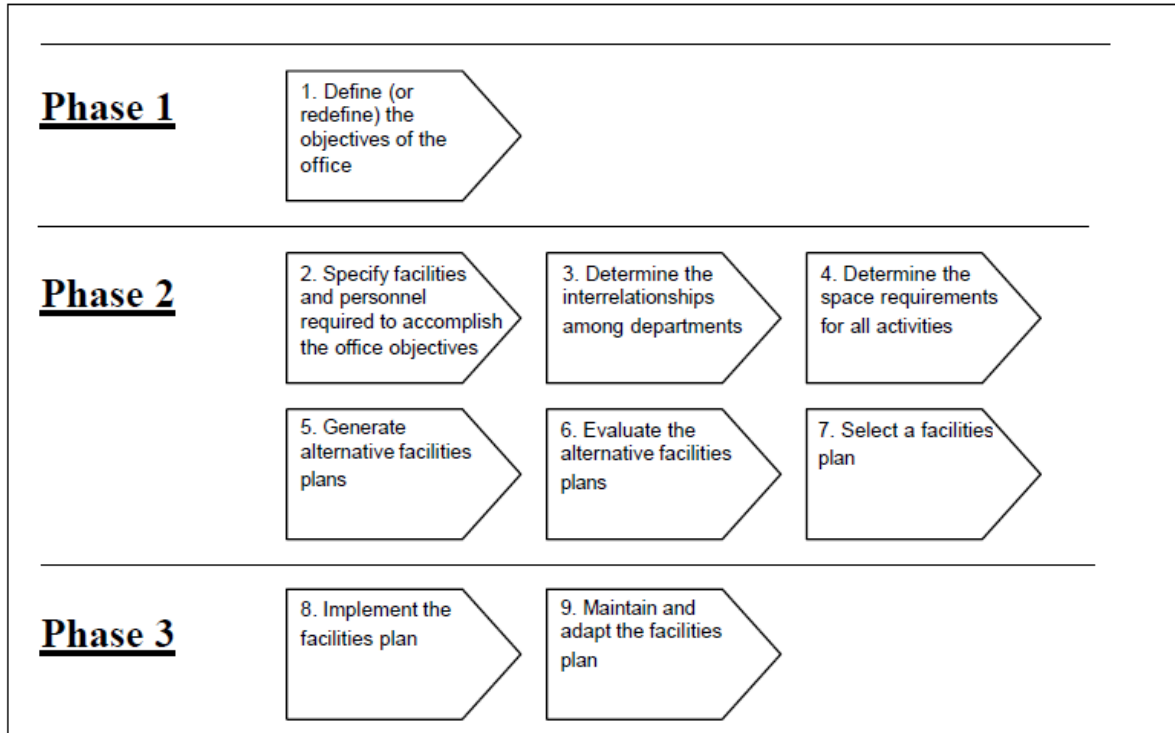 Phase 1
1. Define (or
redefine) the
objectives of the
office
Phase 2
2. Specify facilities
and personnel
required to accomplish
the office objectives
3. Determine the
interrelationships
among departments
4. Determine the
space requirements
for all activities
5. Generate
alternative facilities
plans
6. Evaluate the
alternative facilities
plans
7. Select a facilities
plan
Phase 3
8. Implement the
facilities plan
9. Maintain and
adapt the facilities
plan